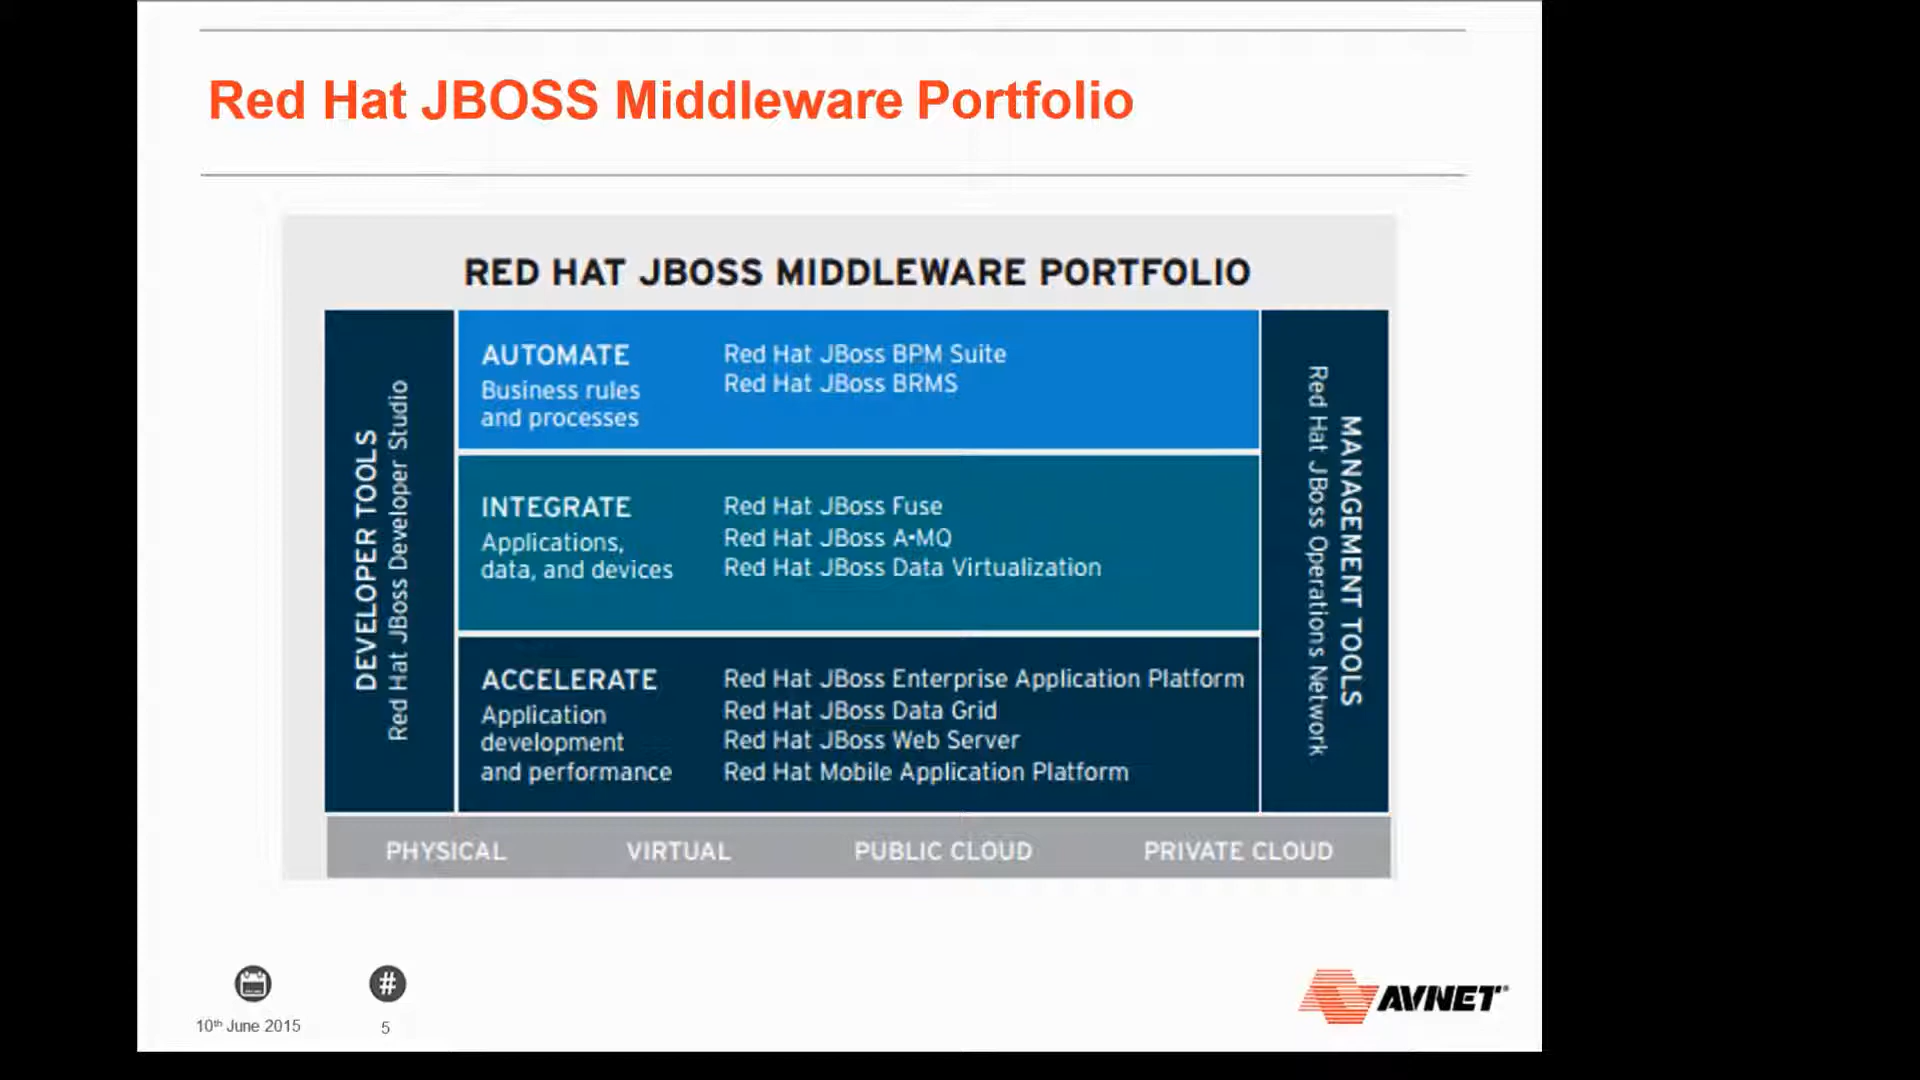 Red Hat JBOSS Middleware Portfolio
RED HAT JBOSS MIDDLEWARE PORTFOLIO
DEVELOPER TOOLS
Red Hat JBoss Developer Studio
AUTOMATE
Business rules
and processes
Red Hat JBoss BPM Suite
Red Hat JBoss BRMS
INTEGRATE
Applications,
data, and devices
Red Hat JBoss Fuse
Red Hat JBoss A-MQ
Red Hat JBoss Data Virtualization
ACCELERATE
Application
development
and performance
Red Hat JBoss Enterprise Application Platform
Red Hat JBoss Data Grid
Red Hat JBoss Web Server
Red Hat Mobile Application Platform
MANAGEMENT TOOLS
Red Hat JBoss Operations Network
PHYSICAL VIRTUAL PUBLIC CLOUD PRIVATE CLOUD
#
10th June 2015
5
AVNET